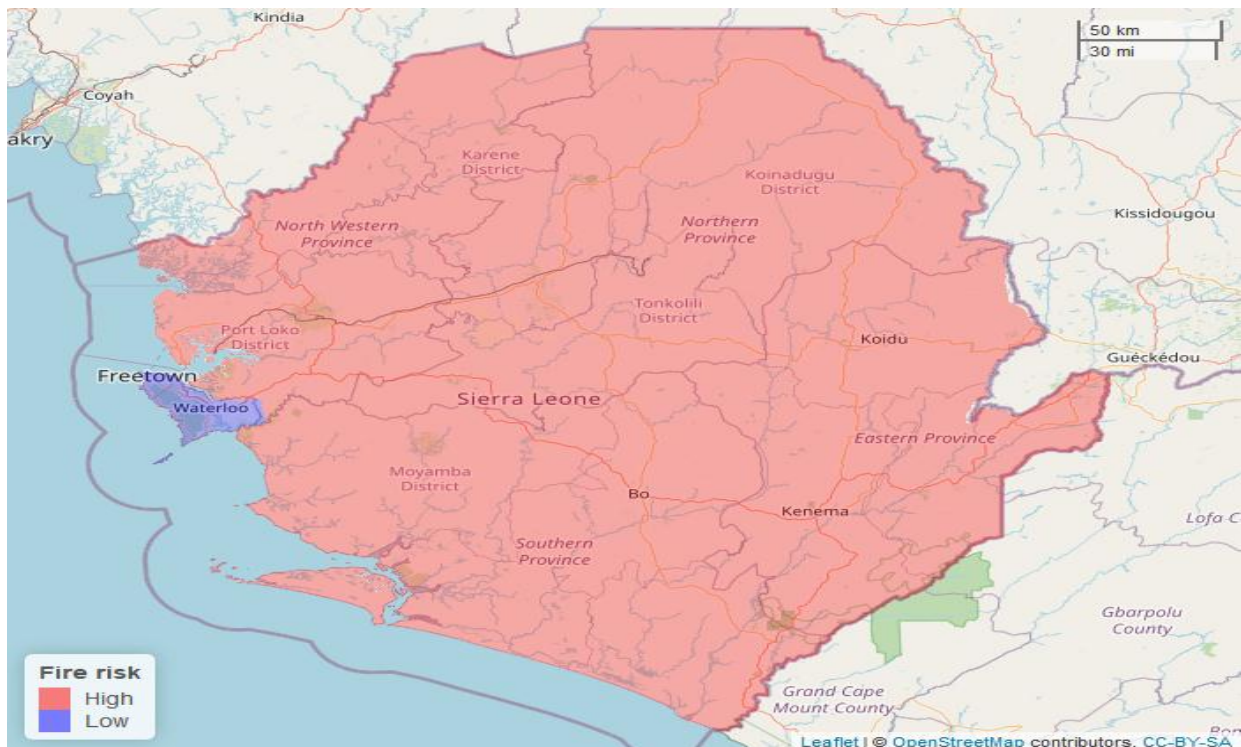 Kindia
50 km
30 mi
Coyah
akry
Karene
District
Koinadugu
District
Kissidougou
North Western
Province
Northern
Province
Tonkolili
District
Port Loko
District
Koidu
Guéckédou
Freetown
Waterloo
Sierra Leone
Eastern Province
Moyamba
District
Bo
Kenema
Lofa C
Southern
Province
Gbarpolu
County
Fire risk
High
Low
Grand Cape
Mount County
Bon
Leaflet | © OpenStreetMap contributors, CC-BY-SA